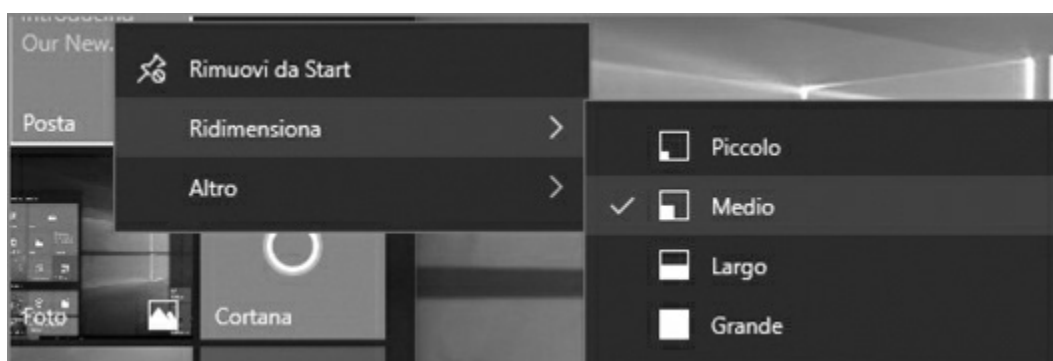 Our New.
Posta
Rimuovi da Start
Ridimensiona
Altro
Piccolo
Medio
Largo
Grande
Foto
Cortana